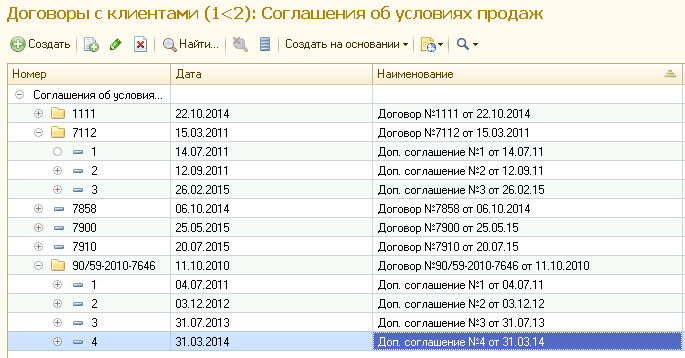 Договоры с клиентами (1<2): Соглашения об условиях продаж
Создать Найти... Создать на основании
Номер Дата Наименование
Соглашения об условия...
1111 22.10.2014 Договор №1111 от 22.10.2014
7112 15.03.2011 Договор №7112 от 15.03.2011
1 14.07.2011 Доп. соглашение №1 от 14.07.11
2 12.09.2011 Доп. соглашение №2 от 12.09.11
3 26.02.2015 Доп. соглашение №3 от 26.02.15
7858 06.10.2014 Договор №7858 от 06.10.2014
7900 25.05.2015 Договор №7900 от 25.05.15
7910 20.07.2015 Договор №7910 от 20.07.15
90/59-2010-7646 11.10.2010 Договор №90/59-2010-7646 от 11.10.2010
1 04.07.2011 Доп. соглашение №1 от 04.07.11
2 03.12.2012 Доп. соглашение №2 от 03.12.12
3 31.07.2013 Доп. соглашение №3 от 31.07.13
4 31.03.2014 Доп. соглашение №4 от 31.03.14